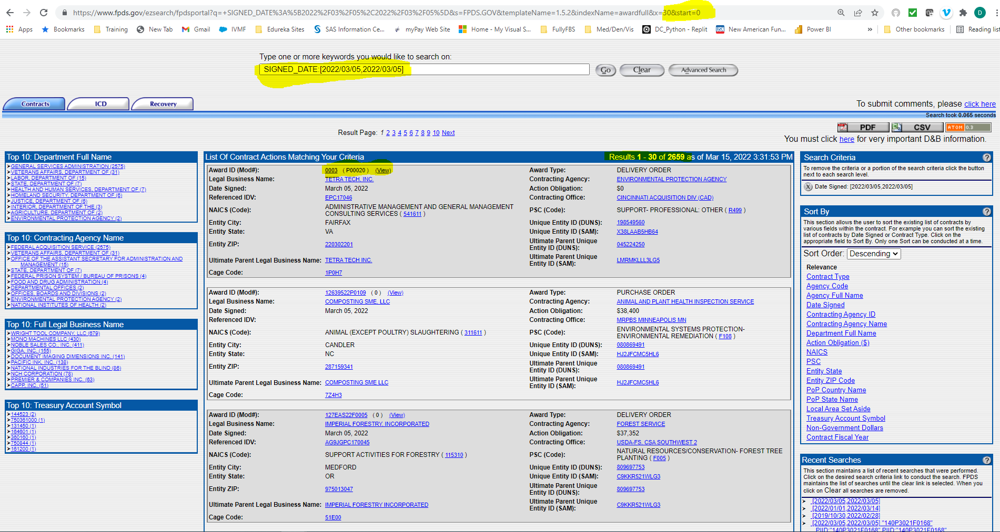 https://www.fpds.gov/ezsearch/fpdsportal?q=+SIGNED_DATE%3A%5B2022%2F03%2F05%2C2022%2F03%2F05%5D&s=FPDS.GOV&templateName=1.5.2&indexName=awardfull&x=30&start=0
D
Apps Bookmarks Training New Tab Gmail IVMF Edureka Sites SAS Information Ce... myPay Web Site Home - My Visual S... FullyFBS Med/Den/Vis DC_Python - Replit New American Fun... Power BI » Other bookmarks Reading list
Type one or more keywords you would like to search on:
SIGNED_DATE:[2022/03/05,2022/03/05] Go Clear Advanced Search
Contracts ICD Recovery
To submit comments, please click here
Search took 0.065 seconds
Result Page: 1 2 3 4 5 6 7 8 9 10 Next
PDF CSV ATOM 0.3
You must click here for very important D&B information.
Top 10: Department Full Name
GENERAL SERVICES ADMINISTRATION (2575)
VETERANS AFFAIRS, DEPARTMENT OF (31)
LABOR, DEPARTMENT OF (15)
STATE, DEPARTMENT OF (7)
HEALTH AND HUMAN SERVICES, DEPARTMENT OF (7)
HOMELAND SECURITY, DEPARTMENT OF (6)
JUSTICE, DEPARTMENT OF (6)
INTERIOR, DEPARTMENT OF THE (3)
AGRICULTURE, DEPARTMENT OF (2)
ENVIRONMENTAL PROTECTION AGENCY (2)
Top 10: Contracting Agency Name
FEDERAL ACQUISITION SERVICE (2575)
VETERANS AFFAIRS, DEPARTMENT OF (31)
OFFICE OF THE ASSISTANT SECRETARY FOR ADMINISTRATION AND
MANAGEMENT (15)
STATE, DEPARTMENT OF (7)
FEDERAL PRISON SYSTEM / BUREAU OF PRISONS (4)
FOOD AND DRUG ADMINISTRATION (4)
DEPARTMENTAL OFFICES (2)
OFFICES, BOARDS AND DIVISIONS (2)
ENVIRONMENTAL PROTECTION AGENCY (2)
NATIONAL INSTITUTES OF HEALTH (2)
Top 10: Full Legal Business Name
WRIGHT TOOL COMPANY, LLC (679)
MONO MACHINES LLC (430)
NOBLE SALES CO., INC. (411)
GIGA, INC. (155)
DOCUMENT IMAGING DIMENSIONS INC. (141)
PACIFIC INK, INC. (138)
NATIONAL INDUSTRIES FOR THE BLIND (86)
NCH CORPORATION (78)
PREMIER & COMPANIES INC. (63)
CAPP, INC. (51)
Top 10: Treasury Account Symbol
144523 (2)
750361000 (1)
131450 (1)
164601 (1)
360160 (1)
750844 (1)
161200 (1)
List Of Contract Actions Matching Your Criteria Results 1 - 30 of 2659 as of Mar 15, 2022 3:31:53 PM
Award ID (Mod#): 0003 ( P00020 ) (View) Award Type: DELIVERY ORDER
Legal Business Name: TETRA TECH, INC. Contracting Agency: ENVIRONMENTAL PROTECTION AGENCY
Date Signed: March 05, 2022 Action Obligation: $0
Referenced IDV: EPC17046 Contracting Office: CINCINNATI ACQUISITION DIV (CAD)
NAICS (Code): ADMINISTRATIVE MANAGEMENT AND GENERAL MANAGEMENT
CONSULTING SERVICES ( 541611 ) PSC (Code): SUPPORT- PROFESSIONAL: OTHER ( R499 )
Entity City: FAIRFAX Unique Entity ID (DUNS): 198549560
Entity State: VA Unique Entity ID (SAM): X38LAAB5HB64
Entity ZIP: 220302201 Ultimate Parent Unique
Entity ID (DUNS): 045224250
Ultimate Parent Legal Business Name: TETRA TECH INC. Ultimate Parent Unique
Entity ID (SAM): LMRMKLLL3LG5
Cage Code: 1P0H7
Award ID (Mod#): 12639522P0109 ( 0 ) (View) Award Type: PURCHASE ORDER
Legal Business Name: COMPOSTING SME, LLC Contracting Agency: ANIMAL AND PLANT HEALTH INSPECTION SERVICE
Date Signed: March 05, 2022 Action Obligation: $38,400
Referenced IDV: Contracting Office: MRPBS MINNEAPOLIS MN
NAICS (Code): ANIMAL (EXCEPT POULTRY) SLAUGHTERING ( 311611 ) PSC (Code): ENVIRONMENTAL SYSTEMS PROTECTION-
ENVIRONMENTAL REMEDIATION ( F108 )
Entity City: CANDLER Unique Entity ID (DUNS): 080869491
Entity State: NC Unique Entity ID (SAM): HJ2JFCMC5HL6
Entity ZIP: 287159341 Ultimate Parent Unique
Entity ID (DUNS): 080869491
Ultimate Parent Legal Business Name: COMPOSTING SME LLC Ultimate Parent Unique
Entity ID (SAM): HJ2JFCMC5HL6
Cage Code: 7Z4H3
Award ID (Mod#): 127EAS22F0005 ( 0 ) (View) Award Type: DELIVERY ORDER
Legal Business Name: IMPERIAL FORESTRY, INCORPORATED Contracting Agency: FOREST SERVICE
Date Signed: March 05, 2022 Action Obligation: $37,352
Referenced IDV: AG9JGPC170045 Contracting Office: USDA-FS, CSA SOUTHWEST 2
NAICS (Code): SUPPORT ACTIVITIES FOR FORESTRY ( 115310 ) PSC (Code): NATURAL RESOURCES/CONSERVATION- FOREST TREE
PLANTING ( F005 )
Entity City: MEDFORD Unique Entity ID (DUNS): 809697753
Entity State: OR Unique Entity ID (SAM): C9KKR521WLG3
Entity ZIP: 975013047 Ultimate Parent Unique
Entity ID (DUNS): 809697753
Ultimate Parent Legal Business Name: IMPERIAL FORESTRY INCORPORATED Ultimate Parent Unique
Entity ID (SAM): C9KKR521WLG3
Cage Code: 51E00
Search Criteria ?
To remove the criteria or a portion of the search criteria click the button
next to each search level.
X Date Signed: [2022/03/05,2022/03/05]
Sort By ?
This section allows the user to sort the existing list of contracts by
various fields within the contract. For example you can sort the existing
list of contracts by Date Signed or Contract Type. Click on the
appropriate field to Sort By. Only one Sort can be conducted at a time.
Sort Order: Descending
Relevance
Contract Type
Agency Code
Agency Full Name
Date Signed
Contracting Agency ID
Contracting Agency Name
Department Full Name
Action Obligation ($)
NAICS
PSC
Entity State
Entity ZIP Code
PoP Country Name
PoP State Name
Local Area Set Aside
Treasury Account Symbol
Non-Government Dollars
Contract Fiscal Year
Recent Searches ?
This section maintains a list of recent searches that were performed.
Click on the desired search criteria link to conduct the search. FPDS
maintains the list of searches until the clear link is selected. When you
click on Clear all searches are removed.
[2022/03/05,2022/03/05]
[2022/01/01,2022/03/14]
[2019/10/30,2022/02/28]
[2022/03/05,2022/03/05] "140P3021F0168"
PIID:"140P3021F0168" PIID:"140P3021F0168"